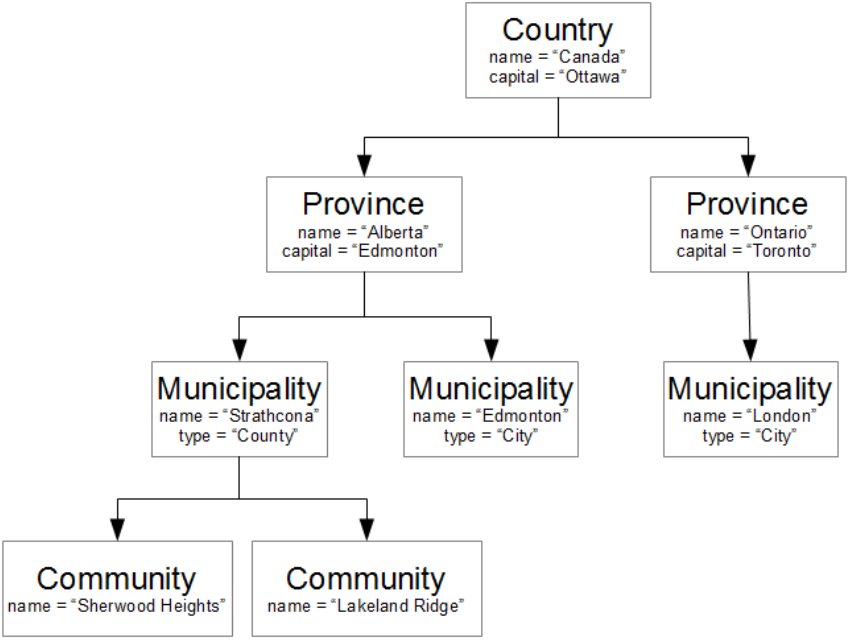 Country
name = “Canada”
capital = “Ottawa”
Province
name = “Alberta”
capital = “Edmonton”
Province
name = “Ontario”
capital = “Toronto”
Municipality
name = “Strathcona”
type = “County”
Municipality
name = “Edmonton”
type = “City”
Municipality
name = “London”
type = “City”
Community
name = “Sherwood Heights”
Community
name = “Lakeland Ridge”